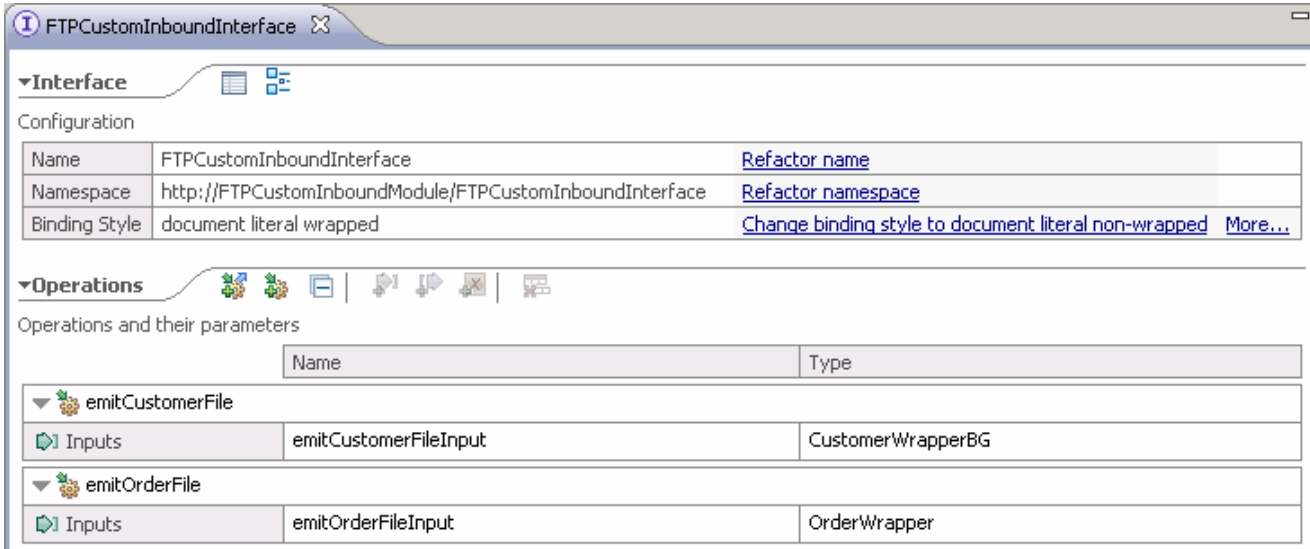 FTPCustomInboundInterface
Interface
Configuration
Name FTPCustomInboundInterface Refactor name
Namespace http://FTPCustomInboundModule/FTPCustomInboundInterface Refactor namespace
Binding Style document literal wrapped Change binding style to document literal non-wrapped More...
Operations
Operations and their parameters
Name Type
emitCustomerFile
Inputs emitCustomerFileInput CustomerWrapperBG
emitOrderFile
Inputs emitOrderFileInput OrderWrapper